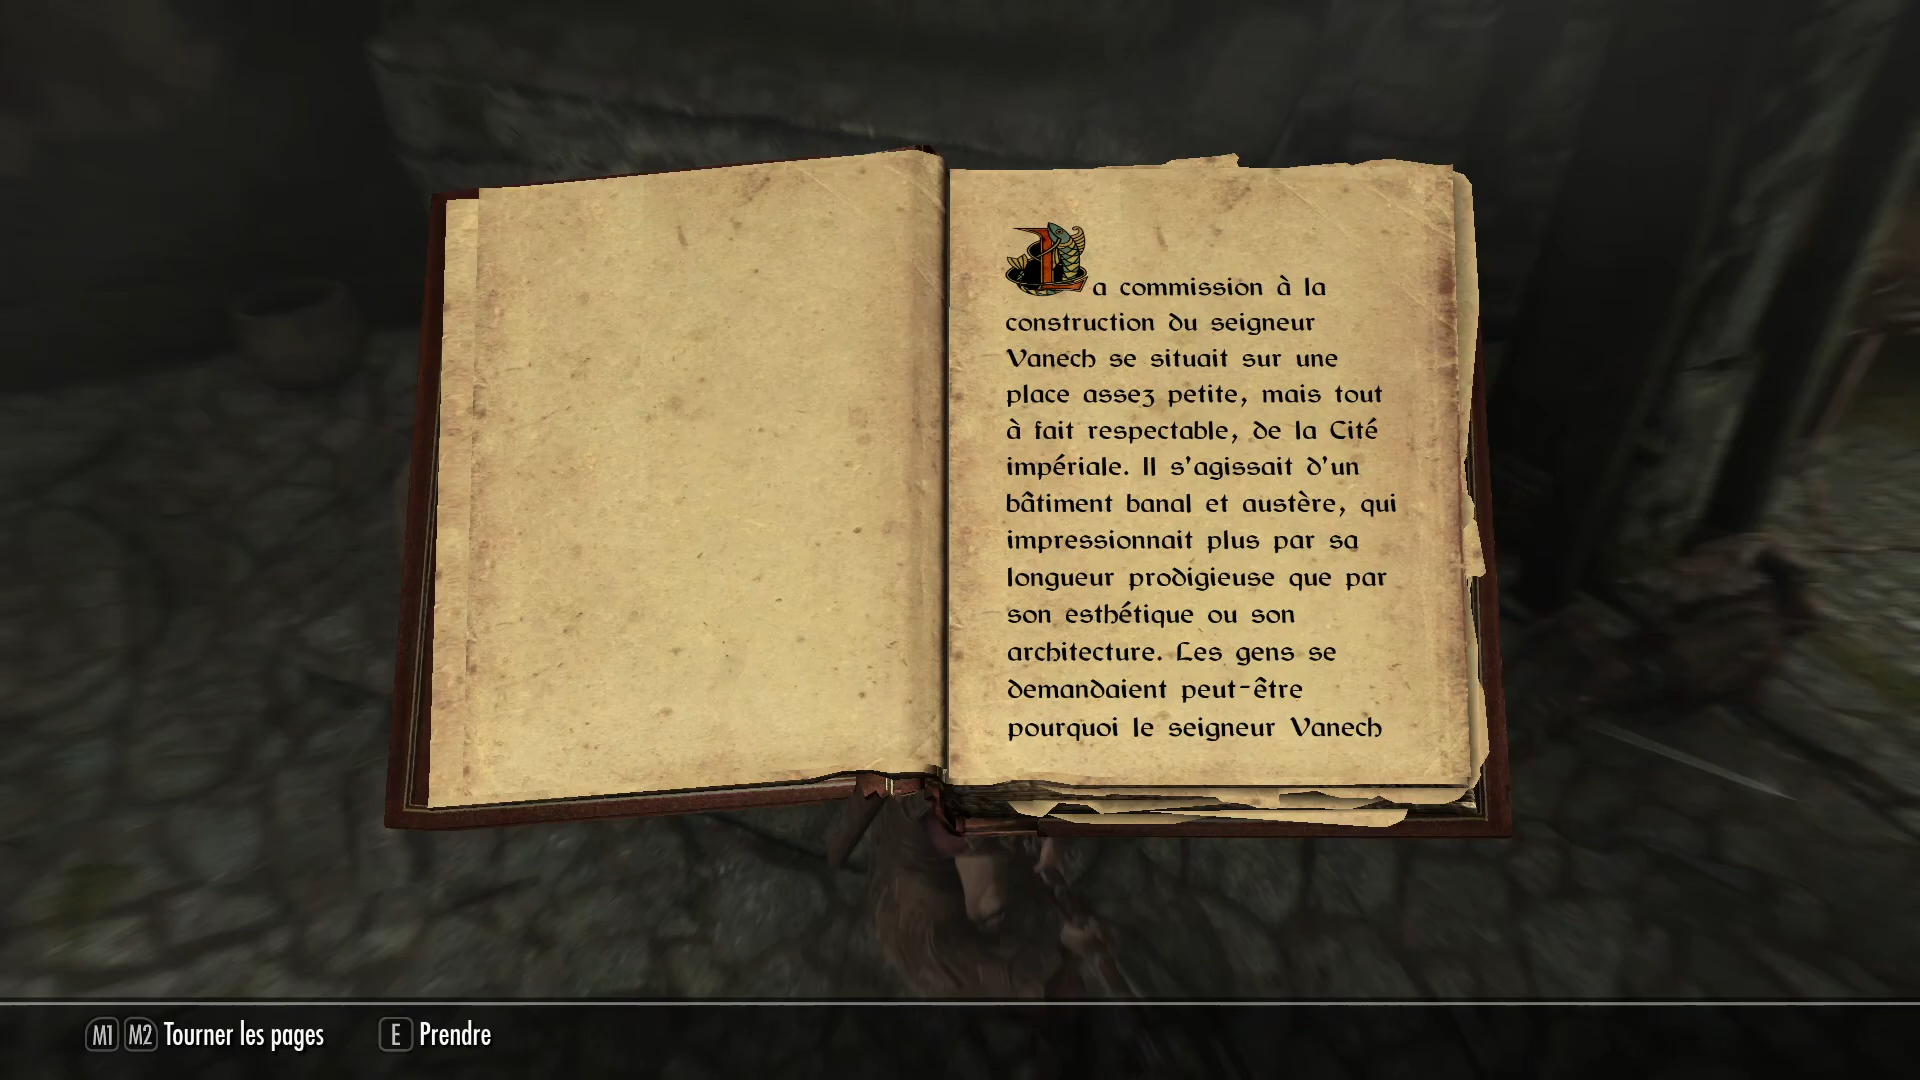 La commission à la
construction du seigneur
Vanech se situait sur une
place assez petite, mais tout
à fait respectable, de la Cité
impériale. Il s'agissait d'un
bâtiment banal et austère, qui
impressionnait plus par sa
longueur prodigieuse que par
son esthétique ou son
architecture. Les gens se
demandaient peut-être
pourquoi le seigneur Vanech
M1 M2 Tourner les pages E Prendre